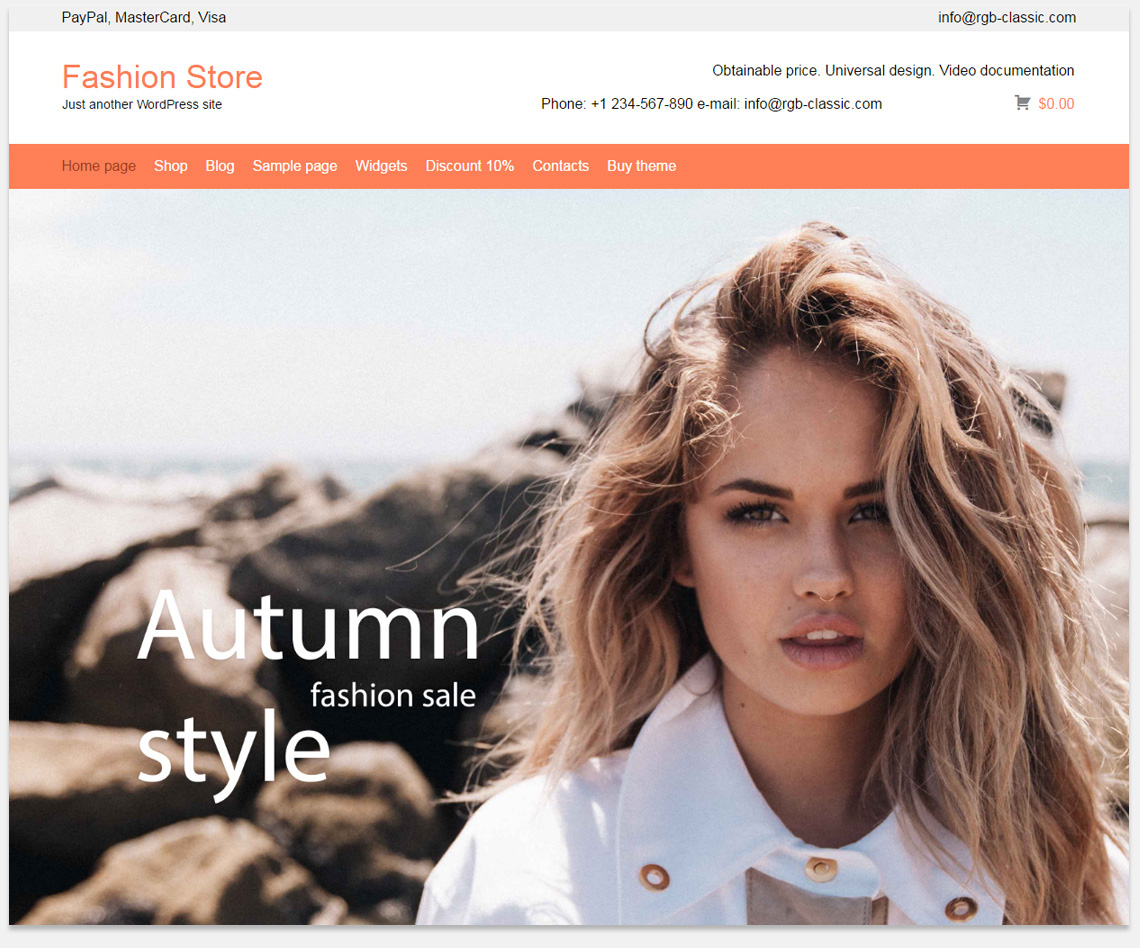 PayPal, MasterCard, Visa
info@rgb-classic.com
Fashion Store
Just another WordPress site
Obtainable price. Universal design. Video documentation
Phone: +1 234-567-890 e-mail: info@rgb-classic.com
$0.00
Home page Shop Blog Sample page Widgets Discount 10% Contacts Buy theme
Autumn
fashion sale
style